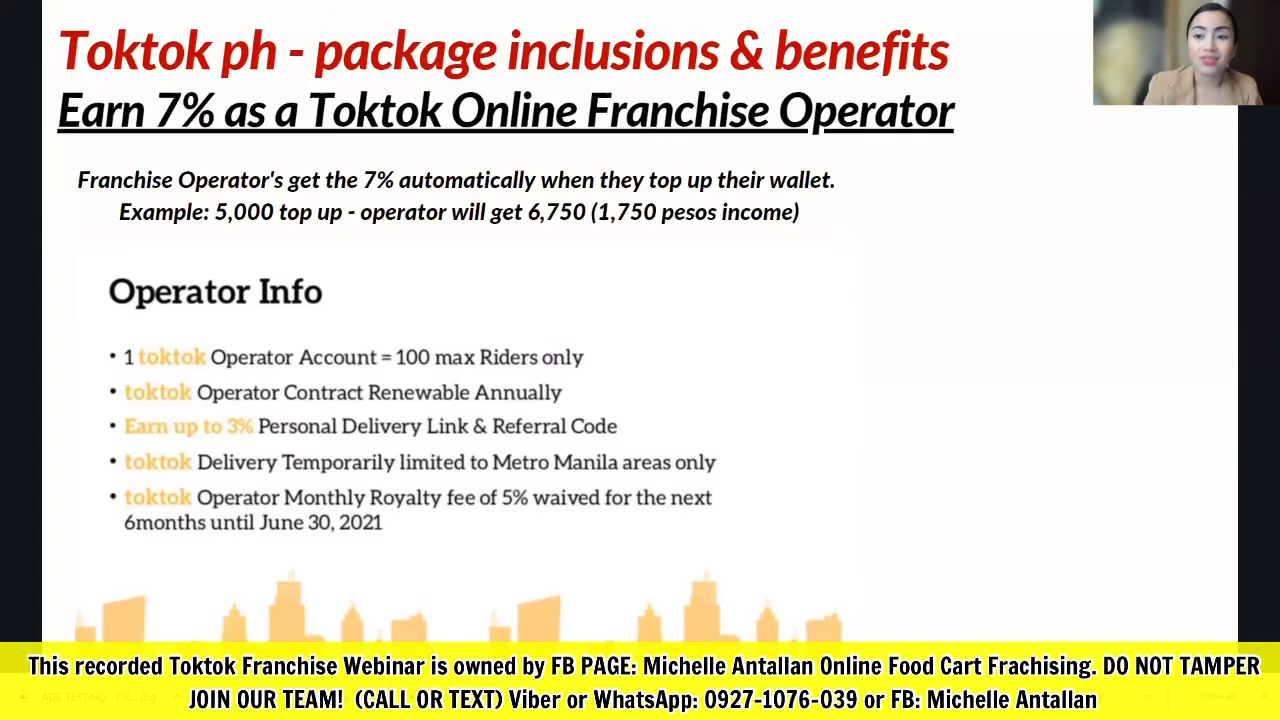 Toktok ph - package inclusions & benefits
Earn 7% as a Toktok Online Franchise Operator
Franchise Operator's get the 7% automatically when they top up their wallet.
Example: 5,000 top up - operator will get 6,750 (1,750 pesos income)
Operator Info
• 1 toktok Operator Account = 100 max Riders only
• toktok Operator Contract Renewable Annually
• Earn up to 3% Personal Delivery Link & Referral Code
• toktok Delivery Temporarily limited to Metro Manila areas only
• toktok Operator Monthly Royalty fee of 5% waived for the next
6months until June 30, 2021
This recorded Toktok Franchise Webinar is owned by FB PAGE: Michelle Antallan Online Food Cart Frachising. DO NOT TAMPER
JOIN OUR TEAM! (CALL OR TEXT) Viber or WhatsApp: 0927-1076-039 or FB: Michelle Antallan
Show all